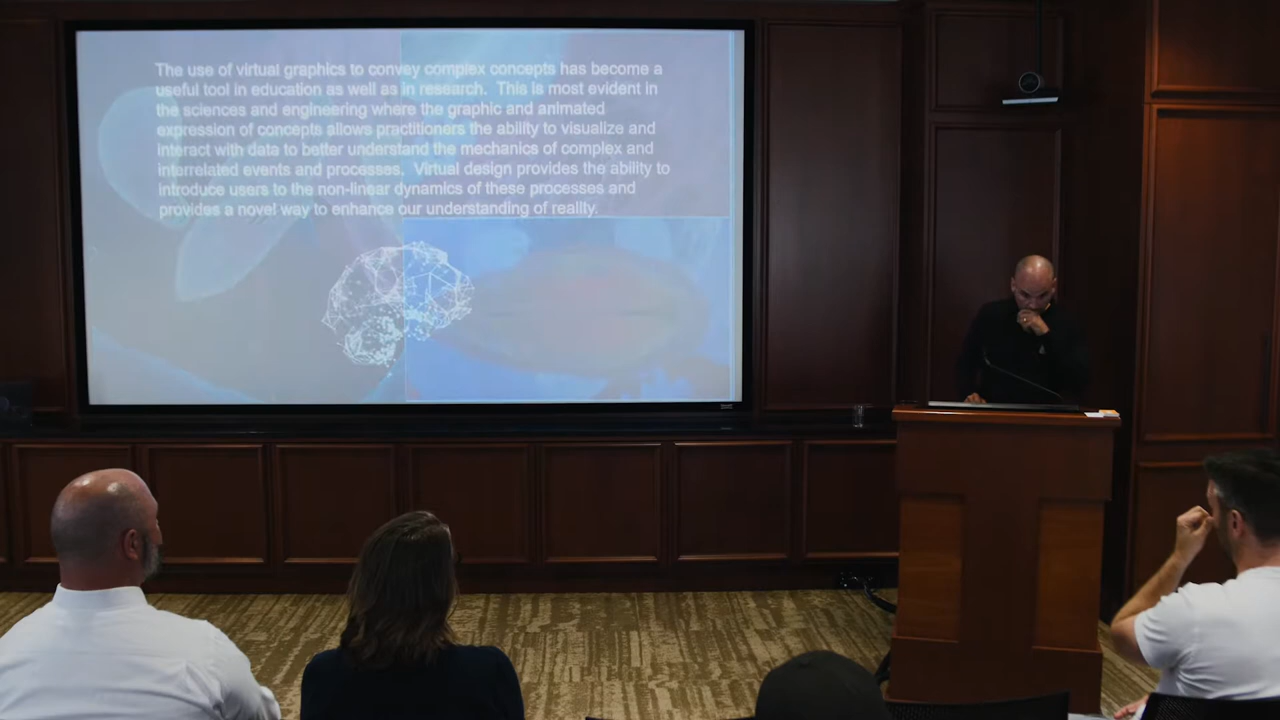 The use of virtual graphics to convey complex concepts has become a
useful tool in education as well as in research.  This is most evident in
the sciences and engineering where the graphic and animated
expression of concepts allows practitioners the ability to visualize and
interact with data to better understand the mechanics of complex and
interrelated events and processes.  Virtual design provides the ability to
introduce users to the non-linear dynamics of these processes and
provides a novel way to enhance our understanding of reality.